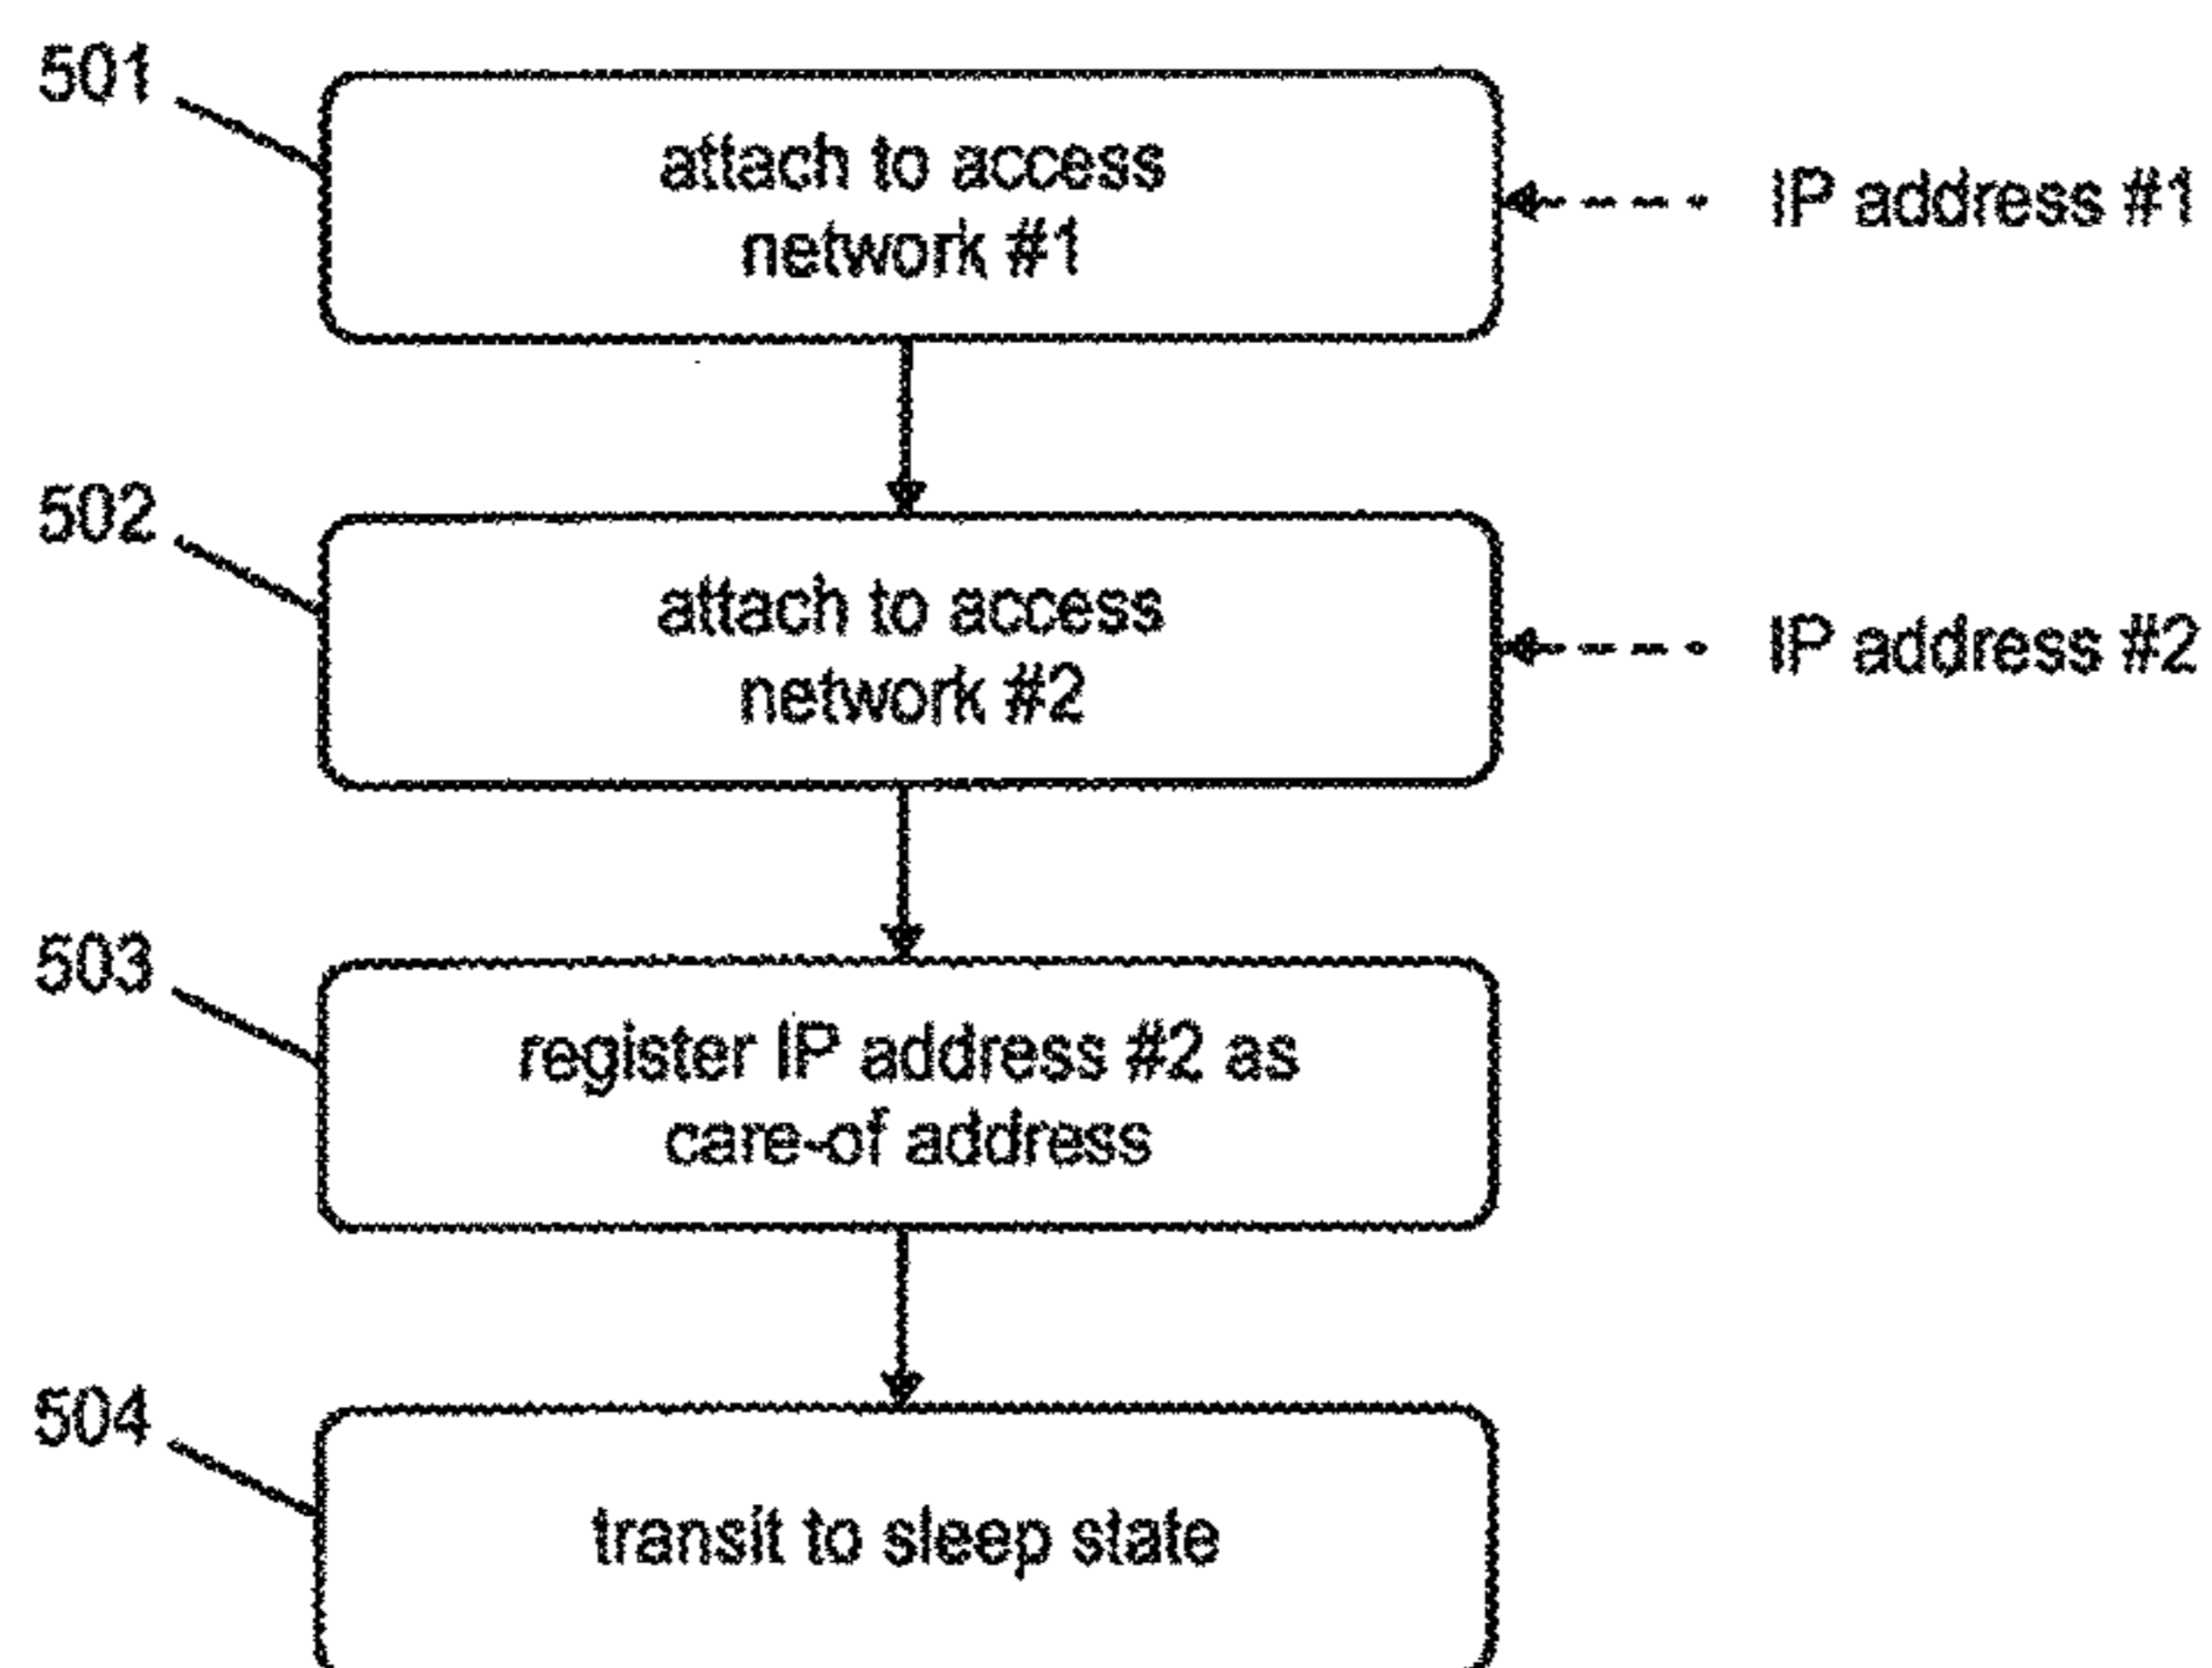 501
attach to access
network #1
IP address #1
502
attach to access
network #2
IP address #2
503
register IP address #2 as
care-of address
504
transit to sleep state